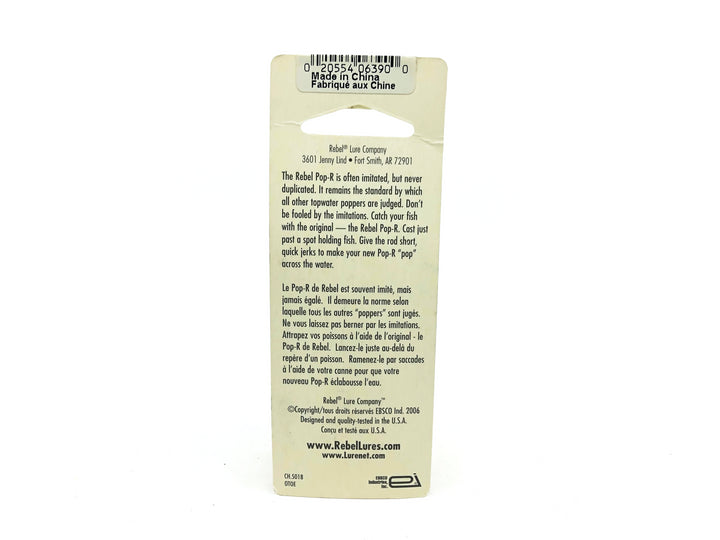 0 20554 06390 0
Made in China
Fabriqué aux Chine
Rebel® Lure Company
3601 Jenny Lind • Fort Smith, AR 72901
The Rebel Pop-R is often imitated, but never
duplicated. It remains the standard by which
all other topwater poppers are judged. Don't
be fooled by the imitations. Catch your fish
with the original — the Rebel Pop-R. Cast just
past a spot holding fish. Give the rod short,
quick jerks to make your new Pop-R “pop”
across the water.
Le Pop-R de Rebel est souvent imité, mais
jamais égalé. Il demeure la norme selon
laquelle tous les autres “poppers” sont jugés.
Ne vous laissez pas berner par les imitations.
Attrapez vos poissons à l'aide de l'original - le
Pop-R de Rebel. Lancez-le juste au-delà du
repère d'un poisson. Ramenez-le par saccades
à l'aide de votre canne pour que votre
nouveau Pop-R éclabousse l'eau.
Rebel® Lure Company™
©Copyright/tous droits réservés EBSCO Ind. 2006
Designed and quality-tested in the U.S.A.
Conçu et testé aux U.S.A.
www.RebelLures.com
www.Lurenet.com
CH.5018
OTOE
EBSCO
Industries,
Inc.
ei